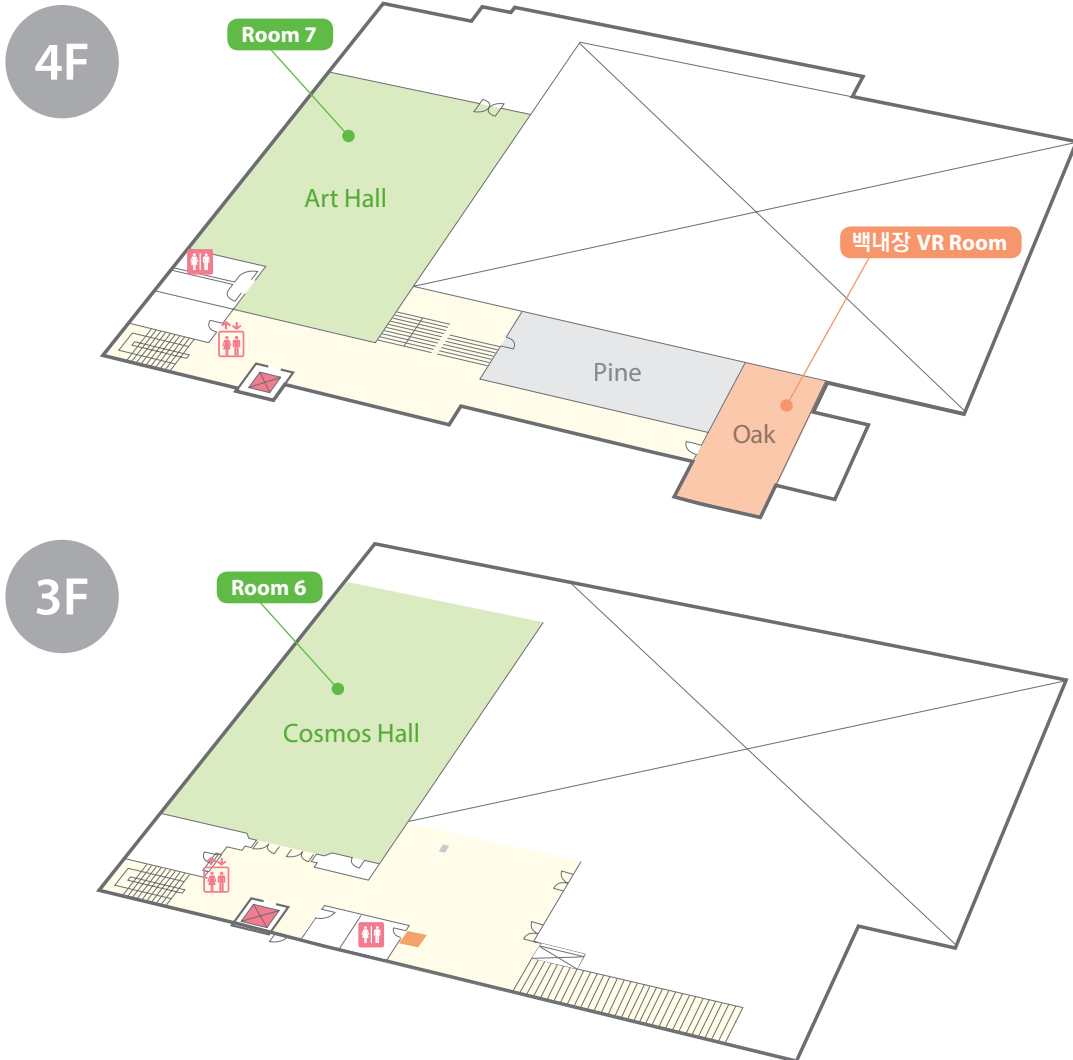 4F
Room 7
Art Hall
백내장 VR Room
Pine
Oak
3F
Room 6
Cosmos Hall